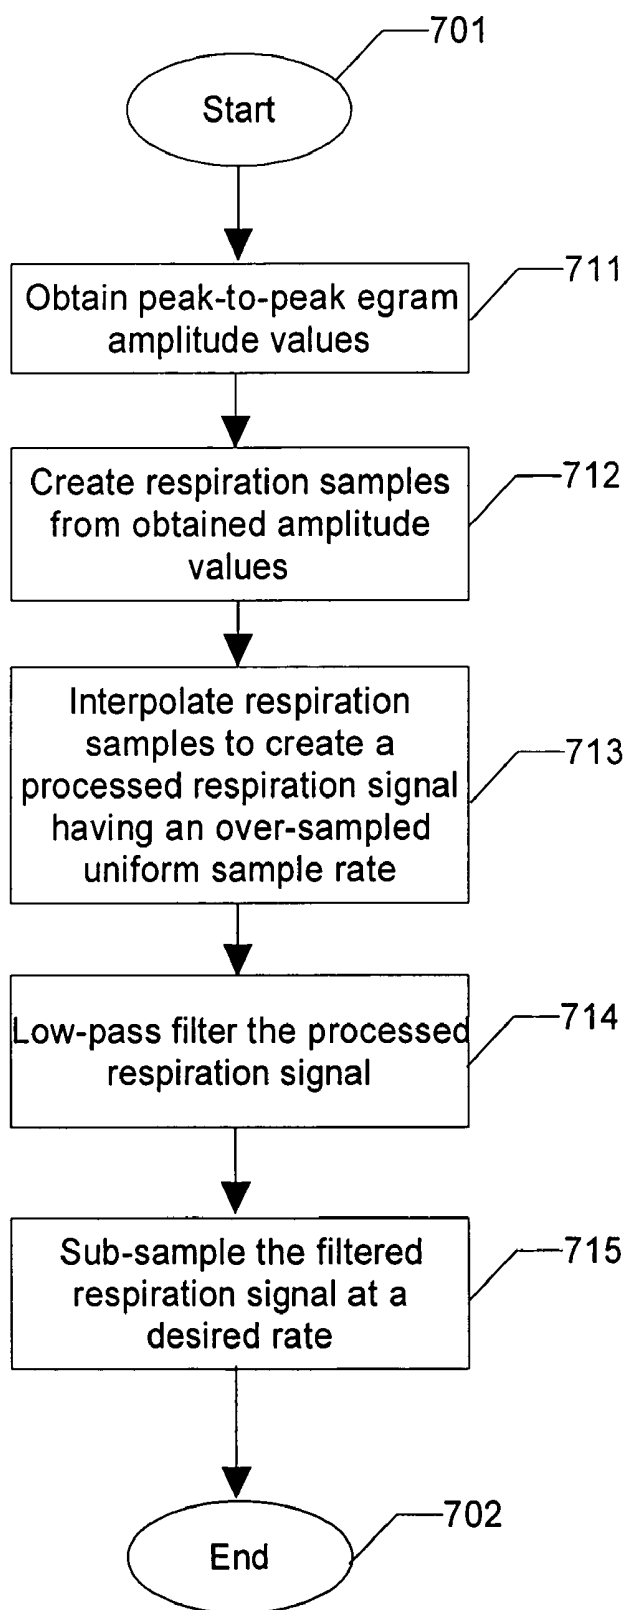 701
Start
711
Obtain peak-to-peak egram
amplitude values
712
Create respiration samples
from obtained amplitude
values
Interpolate respiration
samples to create a
713
processed respiration signal
having an over-sampled
uniform sample rate
714
Low-pass filter the processed
respiration signal
715
Sub-sample the filtered
respiration signal at a
desired rate
702
End